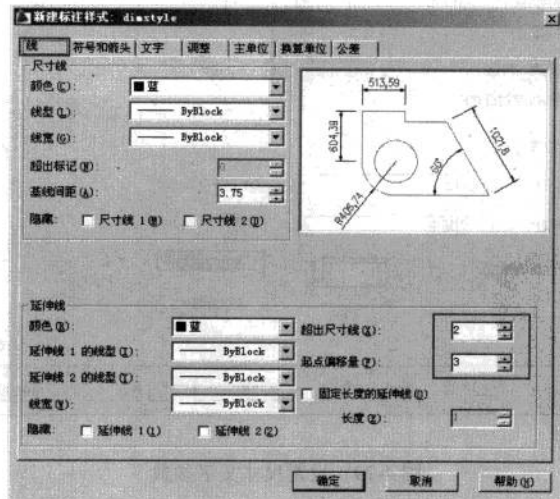 新建标注样式: dimstyle
线 符号和箭头 文字 调整 主单位 换算单位 公差
尺寸线
颜色(C): 蓝
线型(L): ByBlock
线宽(G): ByBlock
超出标记(N): 0
基线间距(A): 3.75
隐藏: 尺寸线 1(M) 尺寸线 2(D)
513,59
604,39
1021,8
60°
R405,74
延伸线
颜色(R): 蓝
延伸线 1 的线型(I): ByBlock
延伸线 2 的线型(T): ByBlock
线宽(W): ByBlock
隐藏: 延伸线 1(1) 延伸线 2(2)
超出尺寸线(X): 2
起点偏移量(F): 3
固定长度的延伸线(O)
长度(E): 1
确定 取消 帮助(H)